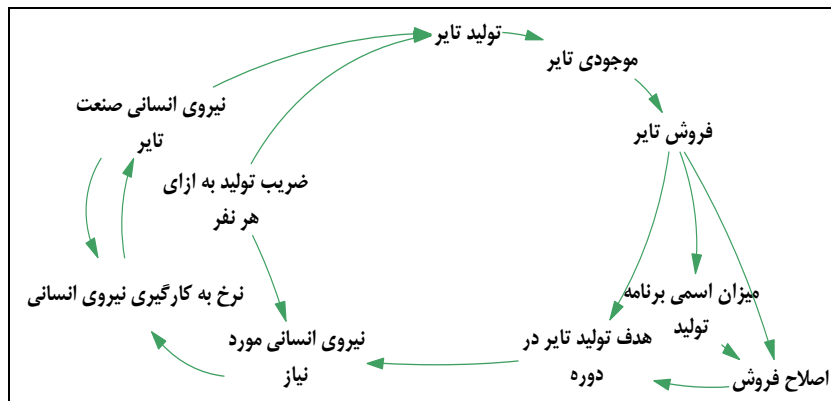 تولید تایر
موجودی تایر
نیروی انسانی صنعت
تایر
فروش تایر
ضریب تولید به ازای
هر نفر
میزان اسمی برنامه
تولید
نرخ به کارگیری نیروی انسانی
هدف تولید تایر در
دوره
نیروی انسانی مورد
نیاز
اصلاح فروش